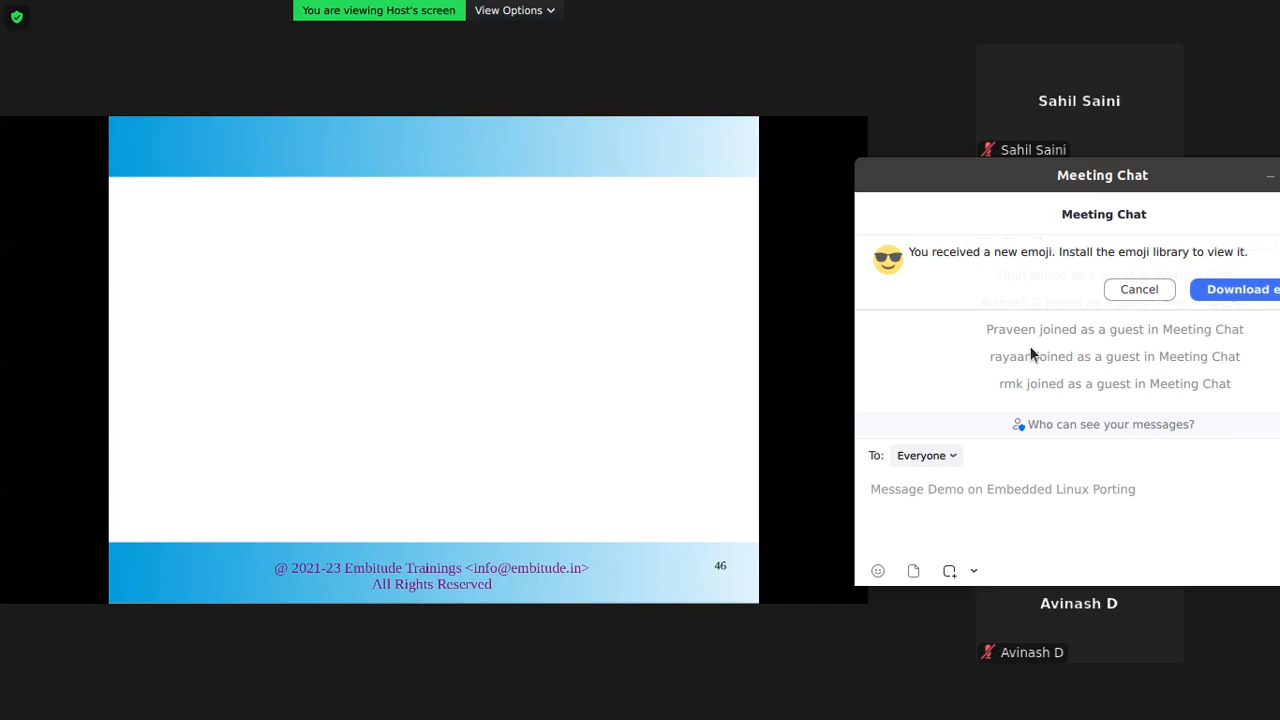 You are viewing Host's screen
View Options
Sahil Saini
Sahil Saini
Meeting Chat
Meeting Chat
You received a new emoji. Install the emoji library to view it.
Cancel
Download e
Praveen joined as a guest in Meeting Chat
rayaan joined as a guest in Meeting Chat
rmk joined as a guest in Meeting Chat
Who can see your messages?
To: Everyone
Message Demo on Embedded Linux Porting
@ 2021-23 Embitude Trainings <info@embitude.in>
All Rights Reserved
46
Avinash D
Avinash D